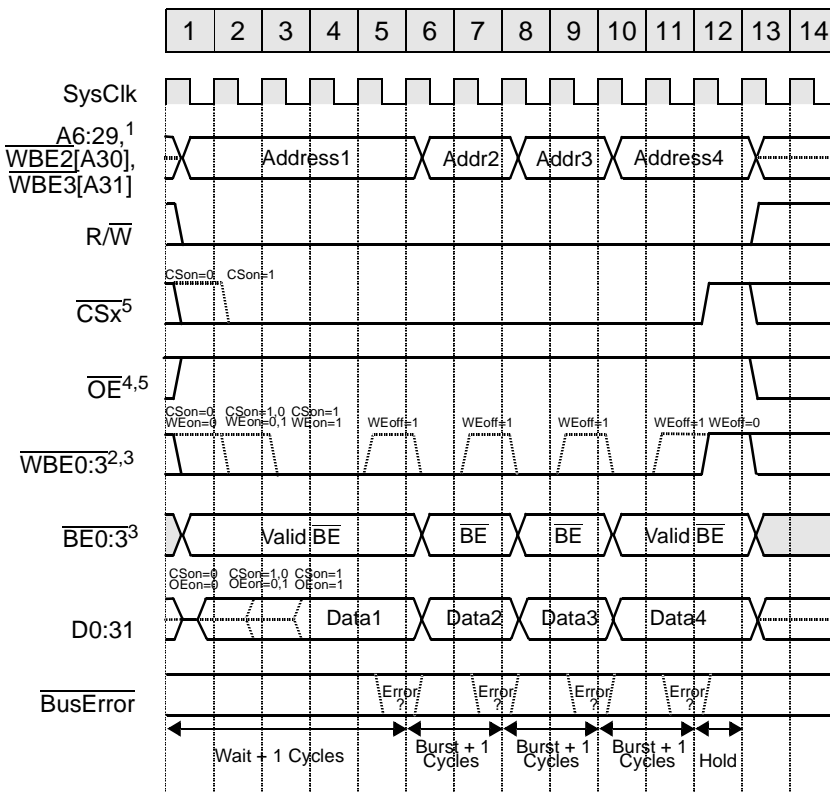 1 2 3 4 5 6 7 8 9 10 11 12 13 14
SysClk
A6:29,1
WBE2[A30],
WBE3[A31]
Address1 Addr2 Addr3 Address4
R/W
CSon=0 CSon=1
CSx5
OE4,5
CSon=0 CSon=1,0 CSon=1
WEon=0 WEon=0,1 WEon=1
WEoff=1 WEoff=1 WEoff=1 WEoff=1 WEoff=0
WBE0:32,3
BE0:33
Valid BE BE BE Valid BE
CSon=0 CSon=1,0 CSon=1
OEon=0 OEon=0,1 OEon=1
D0:31
Data1 Data2 Data3 Data4
BusError
Error Error Error Error
? ? ? ?
Wait + 1 Cycles
Burst + 1 Burst + 1 Burst + 1
Cycles Cycles Cycles
Hold